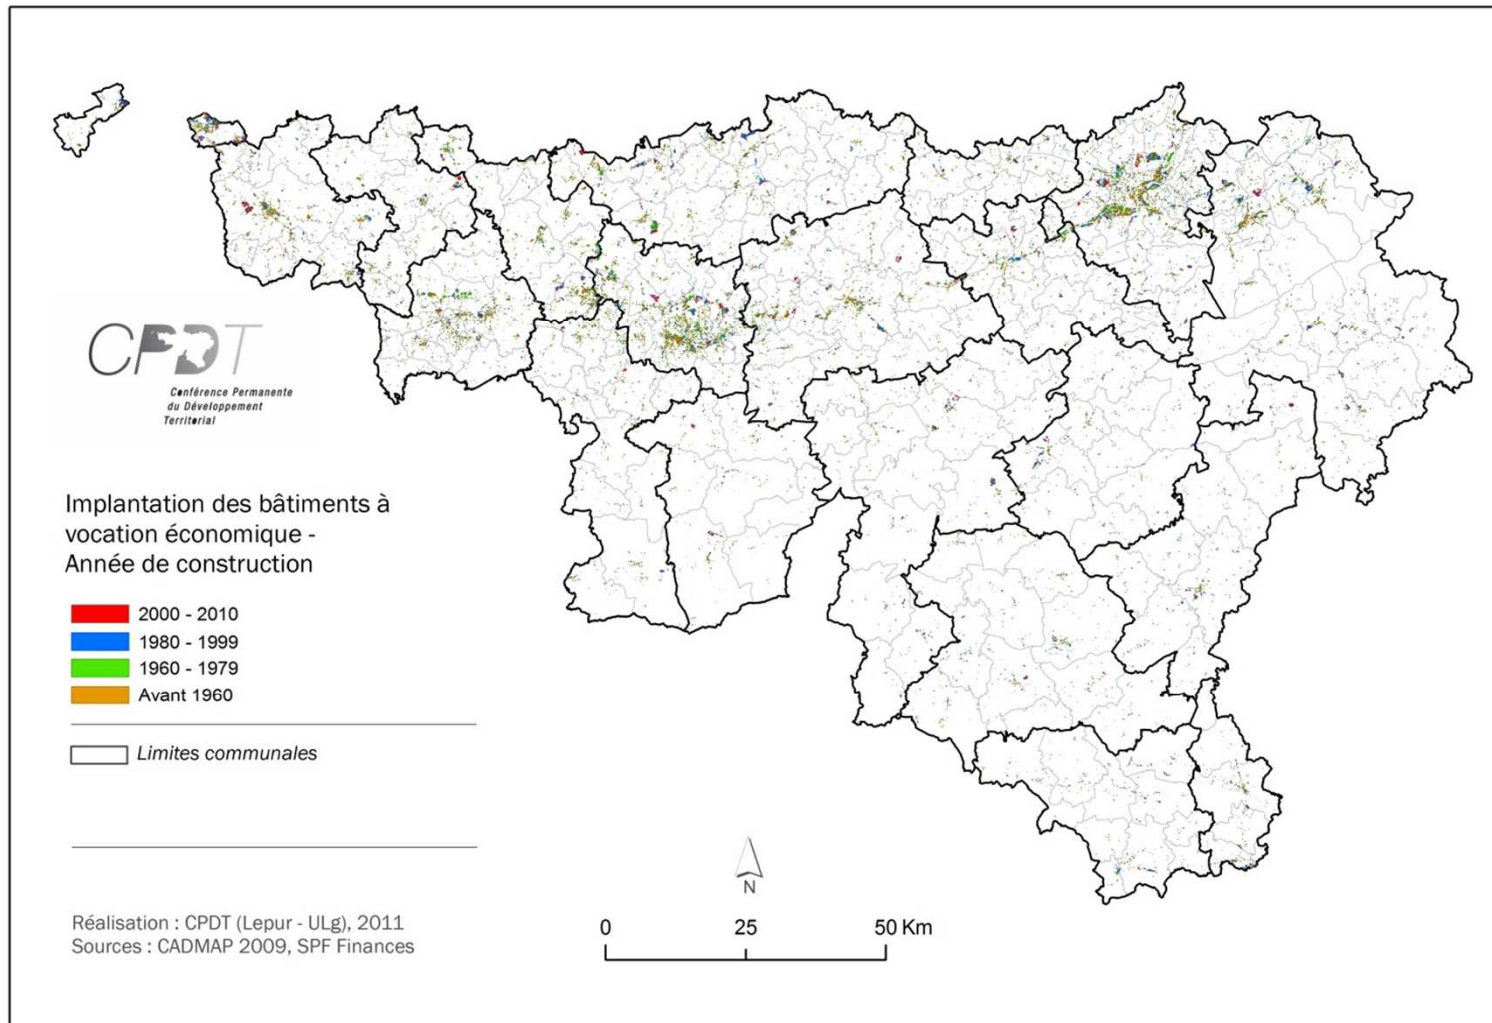 CPDT
Conférence Permanente
du Développement
Territorial
Implantation des bâtiments à
vocation économique -
Année de construction
2000 - 2010
1980 - 1999
1960 - 1979
Avant 1960
Limites communales
Réalisation : CPDT (Lepur - ULg), 2011
Sources : CADMAP 2009, SPF Finances
N
0 25 50 Km